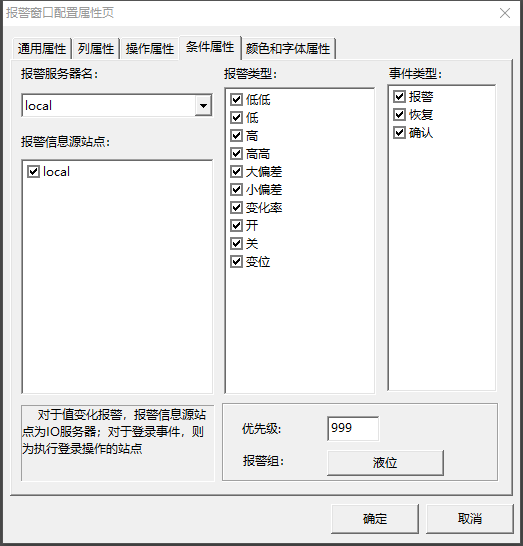 报警窗口配置属性页
通用属性 列属性 操作属性 条件属性 颜色和字体属性
报警服务器名：
local
报警信息源站点：
local
报警类型：
低低
低
高
高高
大偏差
小偏差
变化率
开
关
变位
事件类型：
报警
恢复
确认
对于值变化报警，报警信息源站
点为IO服务器；对于登录事件，则
为执行登录操作的站点
优先级： 999
报警组： 液位
确定 取消